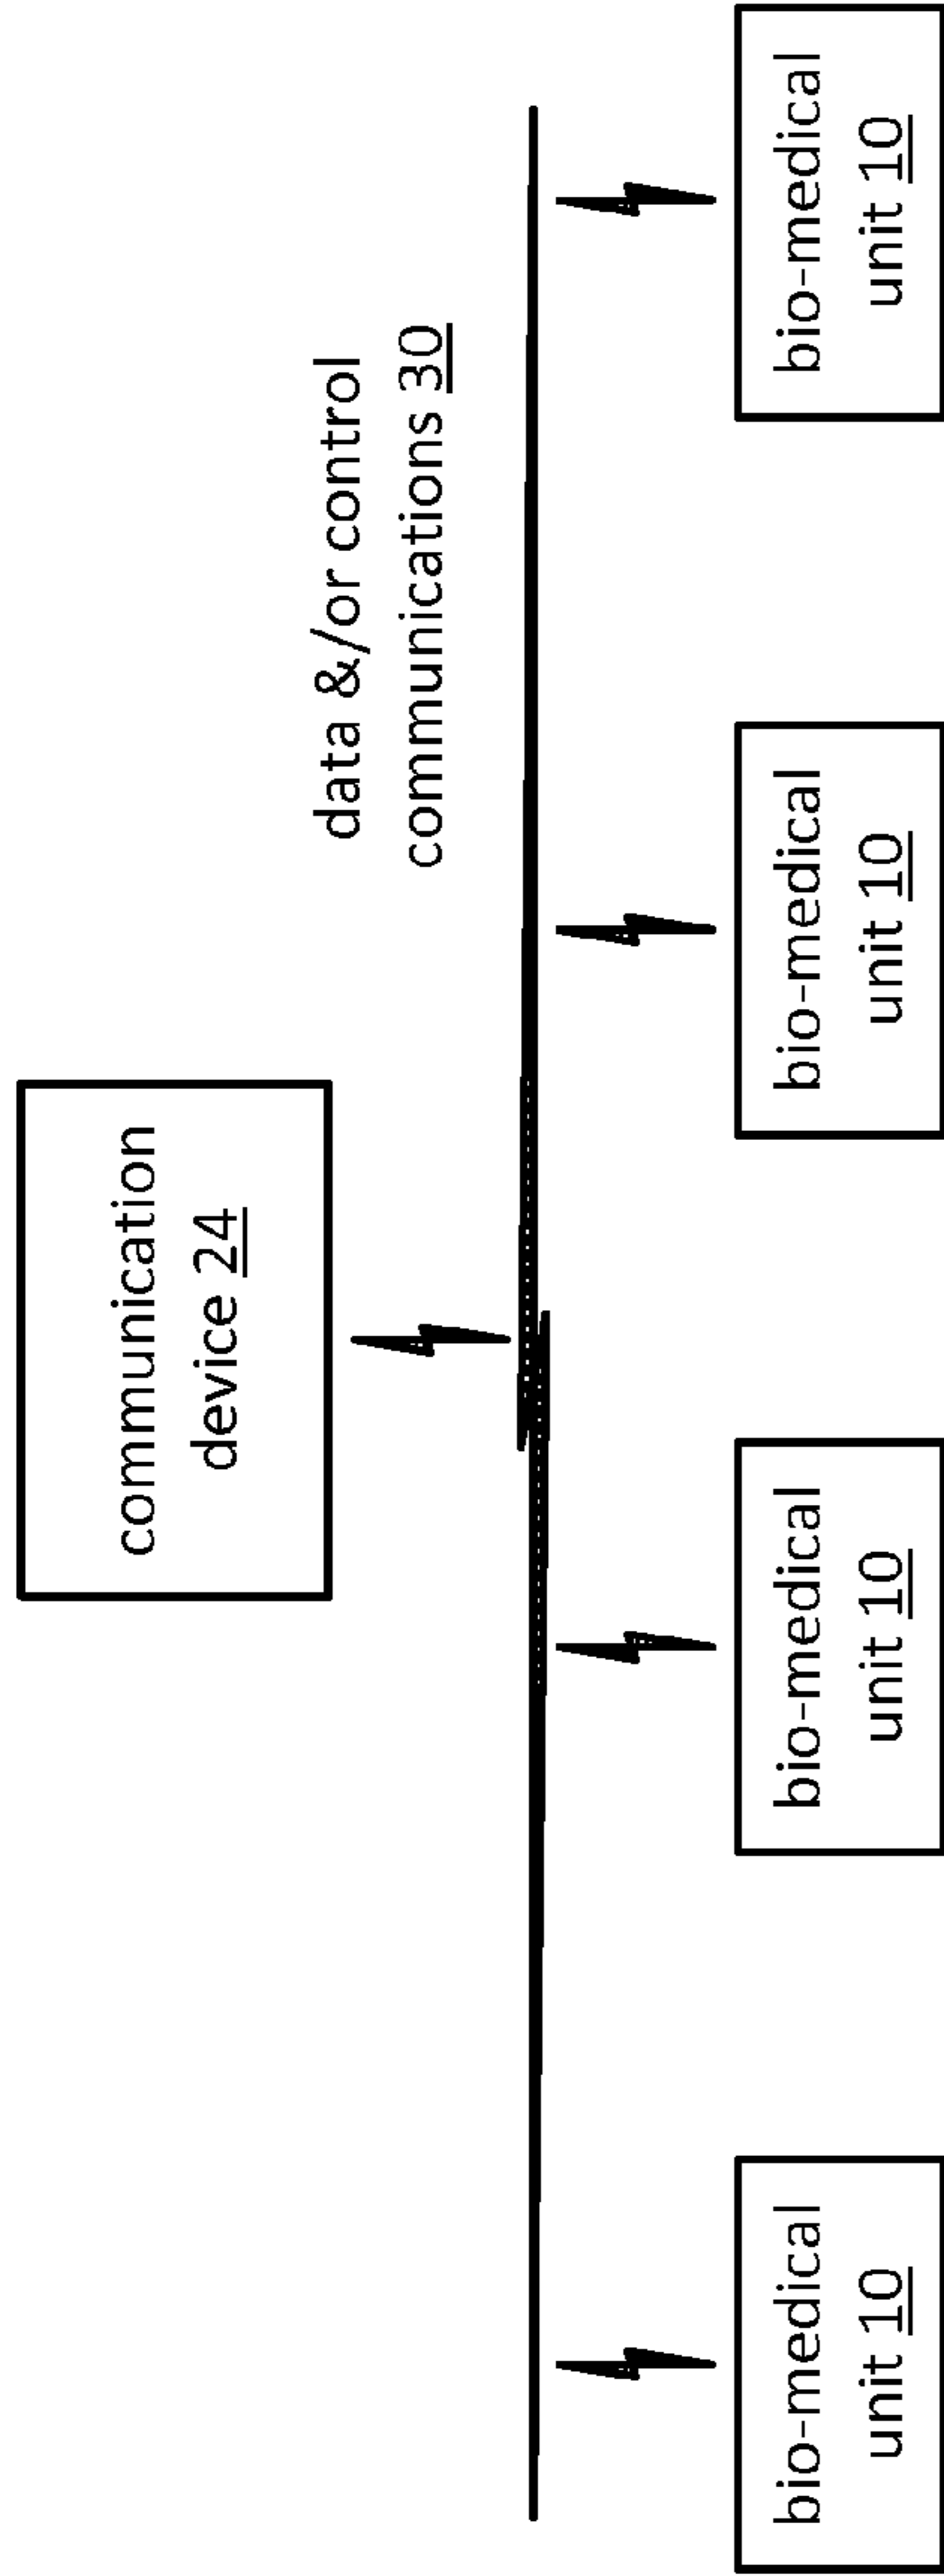 communication
device 24
data &/or control
communications 30
bio-medical
unit 10
bio-medical
unit 10
bio-medical
unit 10
bio-medical
unit 10